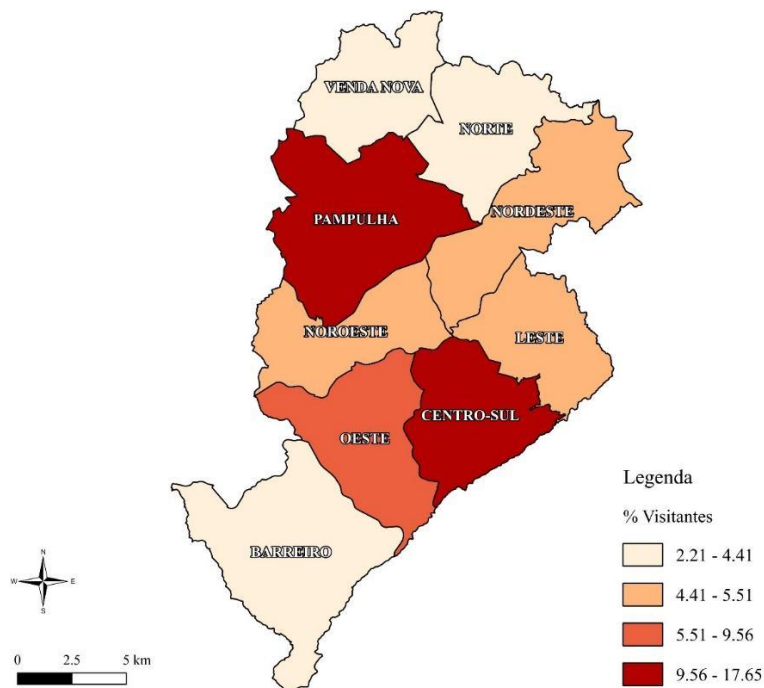 VENDA NOVA
NORTE
NORDESTE
PAMPULHA
NOROESTE
LESTE
CENTRO-SUL
OESTE
BARREIRO
N
W E
S
0 2.5 5 km
Legenda
% Visitantes
2.21 - 4.41
4.41 - 5.51
5.51 - 9.56
9.56 - 17.65